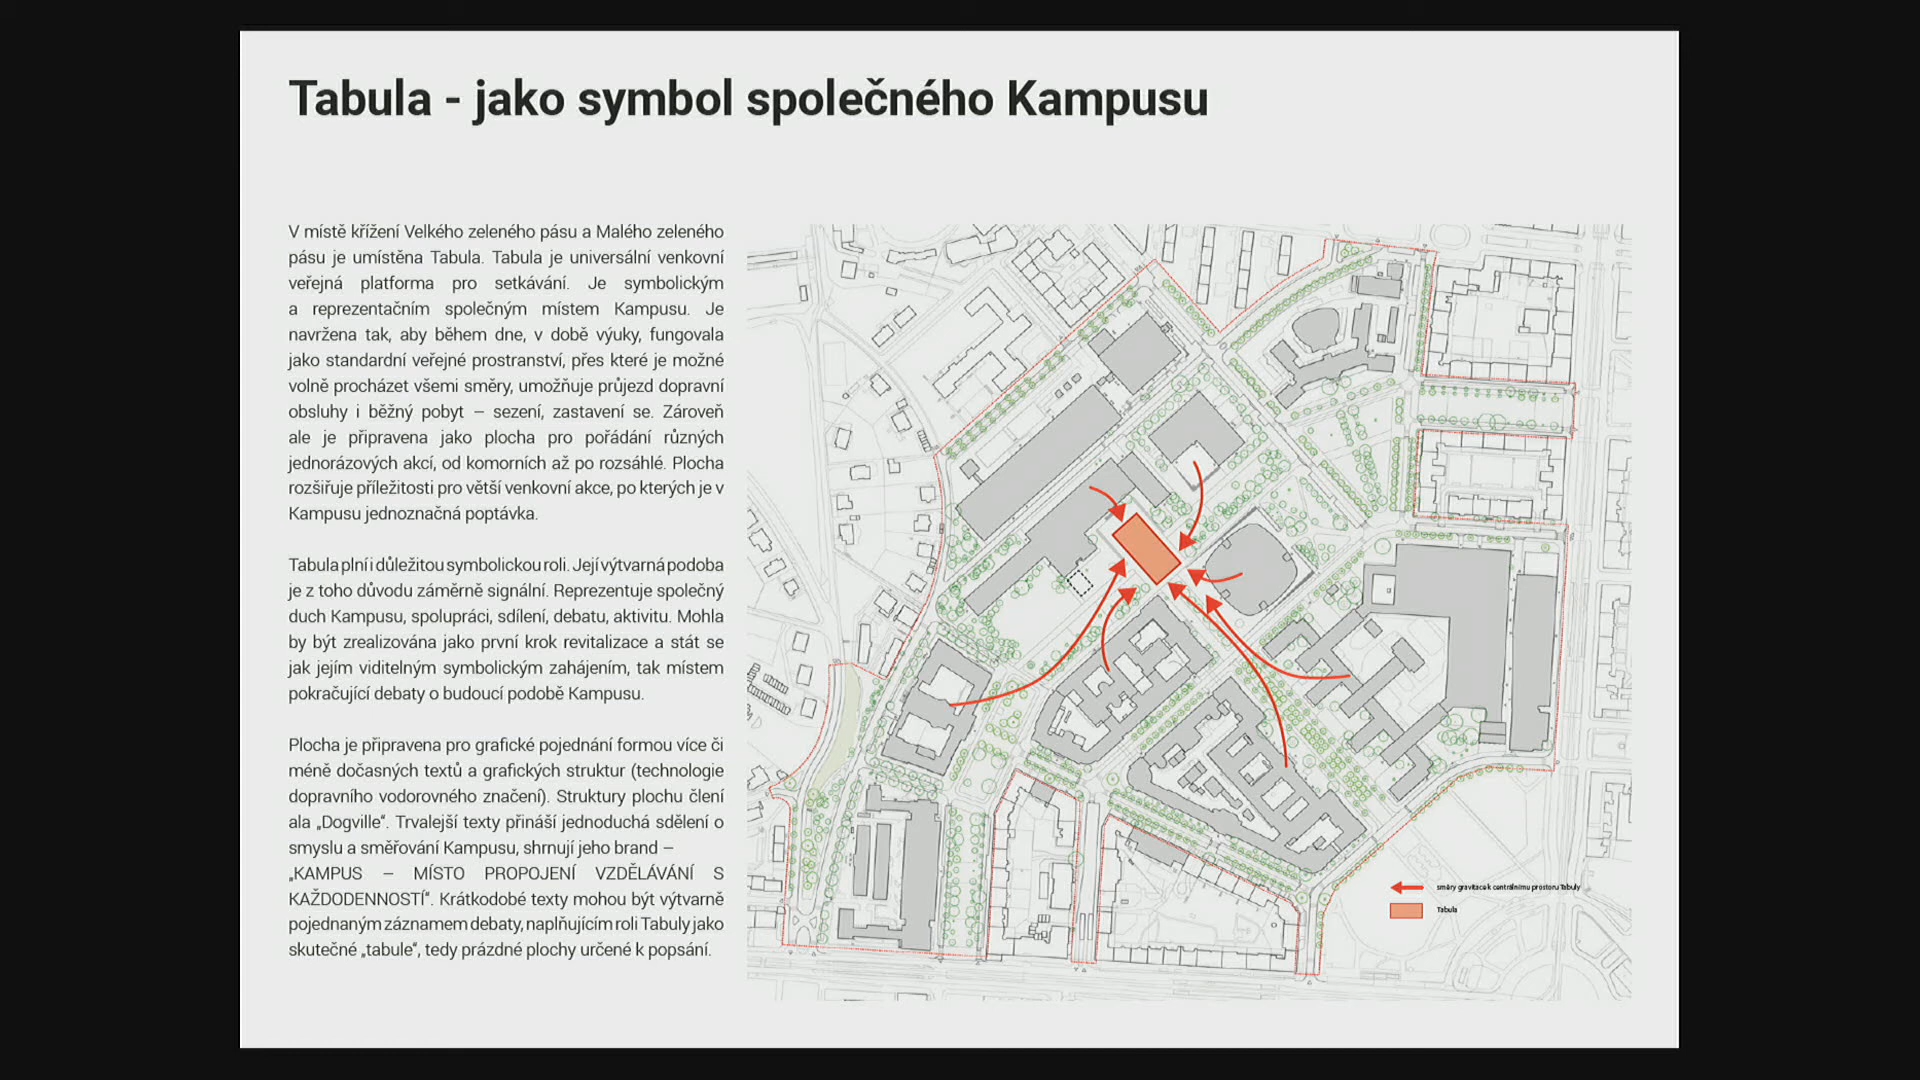 Tabula - jako symbol společného Kampusu
V místě křížení Velkého zeleného pásu a Malého zeleného
pásu je umístěna Tabula. Tabula je universální venkovní
veřejná platforma pro setkávání. Je symbolickým
a reprezentačním společným místem Kampusu. Je
navržena tak, aby během dne, v době výuky, fungovala
jako standardní veřejné prostranství, přes které je možné
volně procházet všemi směry, umožňuje průjezd dopravní
obsluhy i běžný pobyt – sezení, zastavení se. Zároveň
ale je připravena jako plocha pro pořádání různých
jednorázových akcí, od komorních až po rozsáhlé. Plocha
rozšiřuje příležitosti pro větší venkovní akce, po kterých je v
Kampusu jednoznačná poptávka.
Tabula plní i důležitou symbolickou roli. Její výtvarná podoba
je z toho důvodu záměrně signální. Reprezentuje společný
duch Kampusu, spolupráci, sdílení, debatu, aktivitu. Mohla
by být zrealizována jako první krok revitalizace a stát se
jak jejím viditelným symbolickým zahájením, tak místem
pokračující debaty o budoucí podobě Kampusu.
Plocha je připravena pro grafické pojednání formou více či
méně dočasných textů a grafických struktur (technologie
dopravního vodorovného značení). Struktury plochu člení
ala „Dogville“. Trvalejší texty přináší jednoduchá sdělení o
smyslu a směřování Kampusu, shrnují jeho brand –
„KAMPUS – MÍSTO PROPOJENÍ VZDĚLÁVÁNÍ S
KAŽDODENNOSTÍ“. Krátkodobé texty mohou být výtvarně
pojednaným záznamem debaty, naplňujícím roli Tabuly jako
skutečné „tabule“, tedy prázdné plochy určené k popsání.
směry gravitace k centrálnímu prostoru Tabuly
Tabula